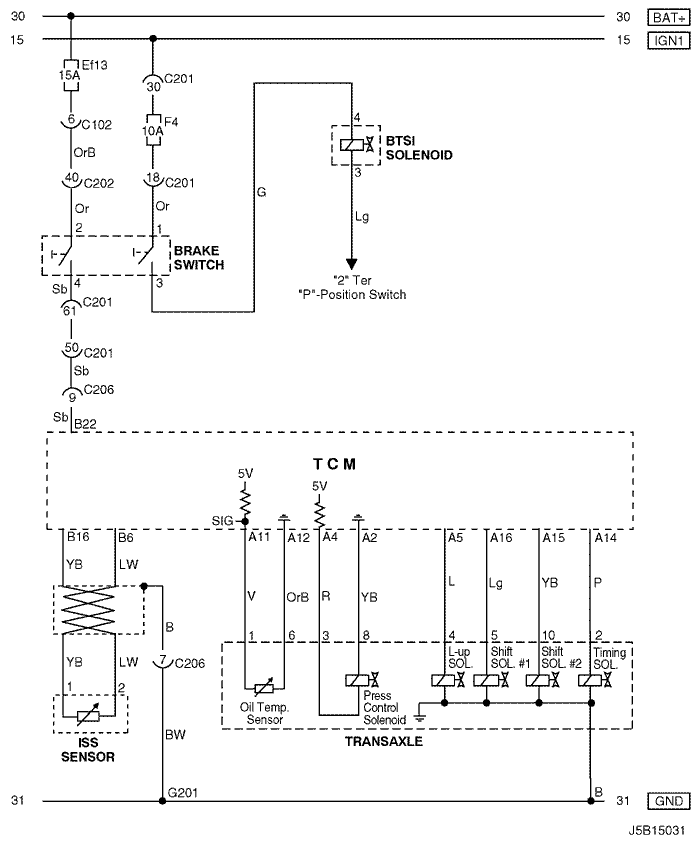 30 30 BAT+
15 15 IGN1
Ef13
15A
C201
30
6 C102
F4
10A
OrB
4
BTSI
SOLENOID
3
40 C202
18 C201
G
Or Or
Lg
2 1
BRAKE
SWITCH
4 3
"2" Ter
"P"-Position Switch
Sb
C201
61
50 C201
Sb
C206
9
Sb B22
T C M
5V 5V
SIG
B16 B6 A11 A12 A4 A2 A5 A16 A15 A14
YB LW V OrB R YB L Lg YB P
B
1 6 3 8 4 5 10 2
L-up
SOL.
Shift
SOL. #1
Shift
SOL. #2
Timing
SOL.
7 C206
YB LW
1 2
Oil Temp.
Sensor
Press
Control
Solenoid
ISS
SENSOR
BW
TRANSAXLE
G201
B
31 31 GND
J5B15031